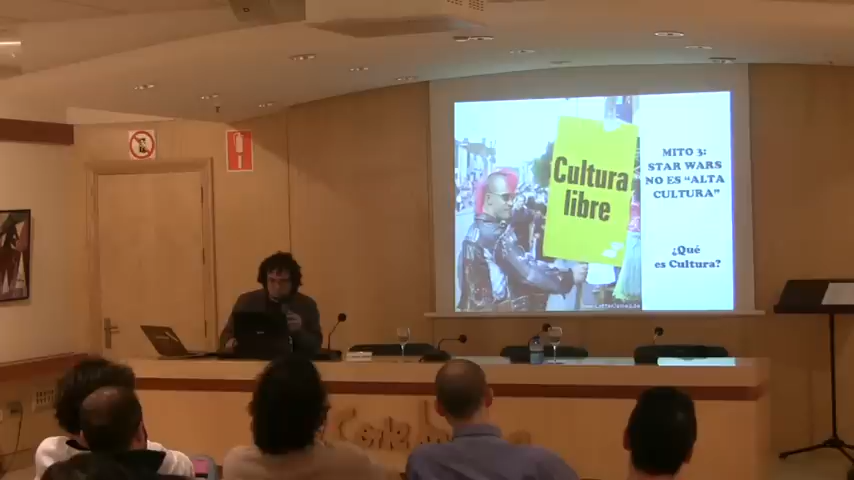 Cultura
libre
MITO 3:
STAR WARS
NO ES "ALTA
CULTURA"
¿Qué
es Cultura?